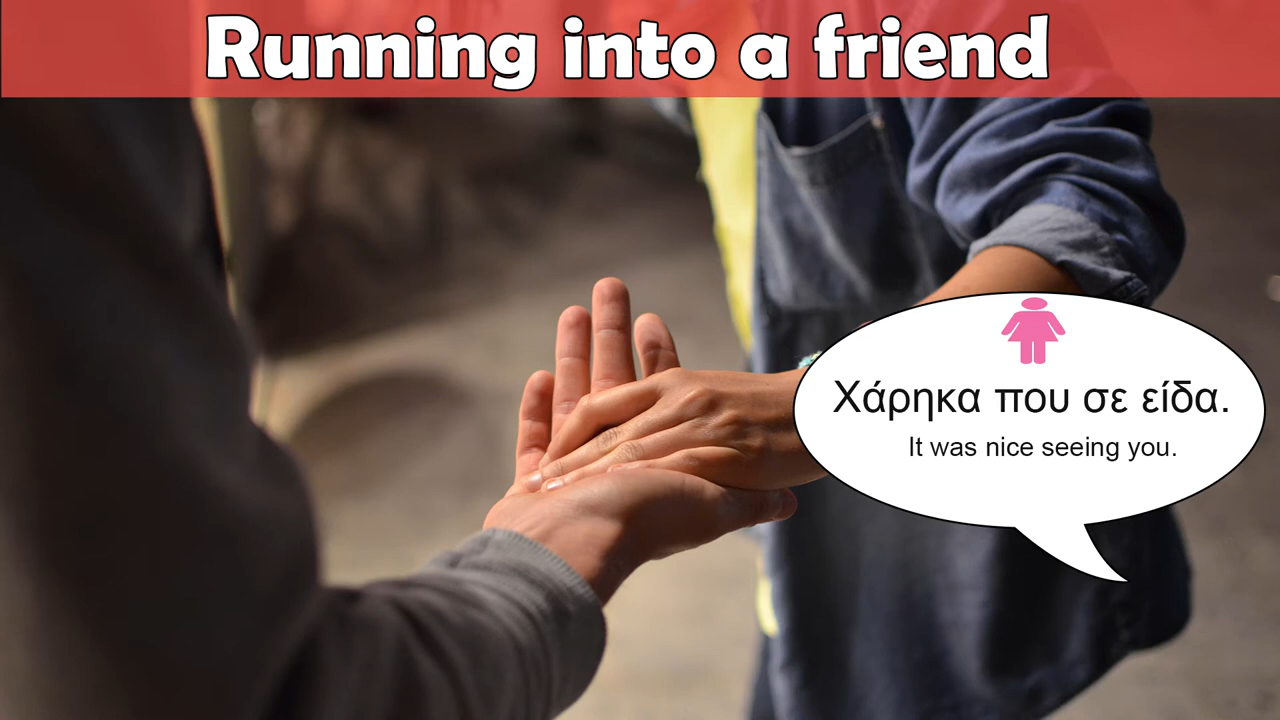 Running into a friend
Χάρηκα που σε είδα.
It was nice seeing you.